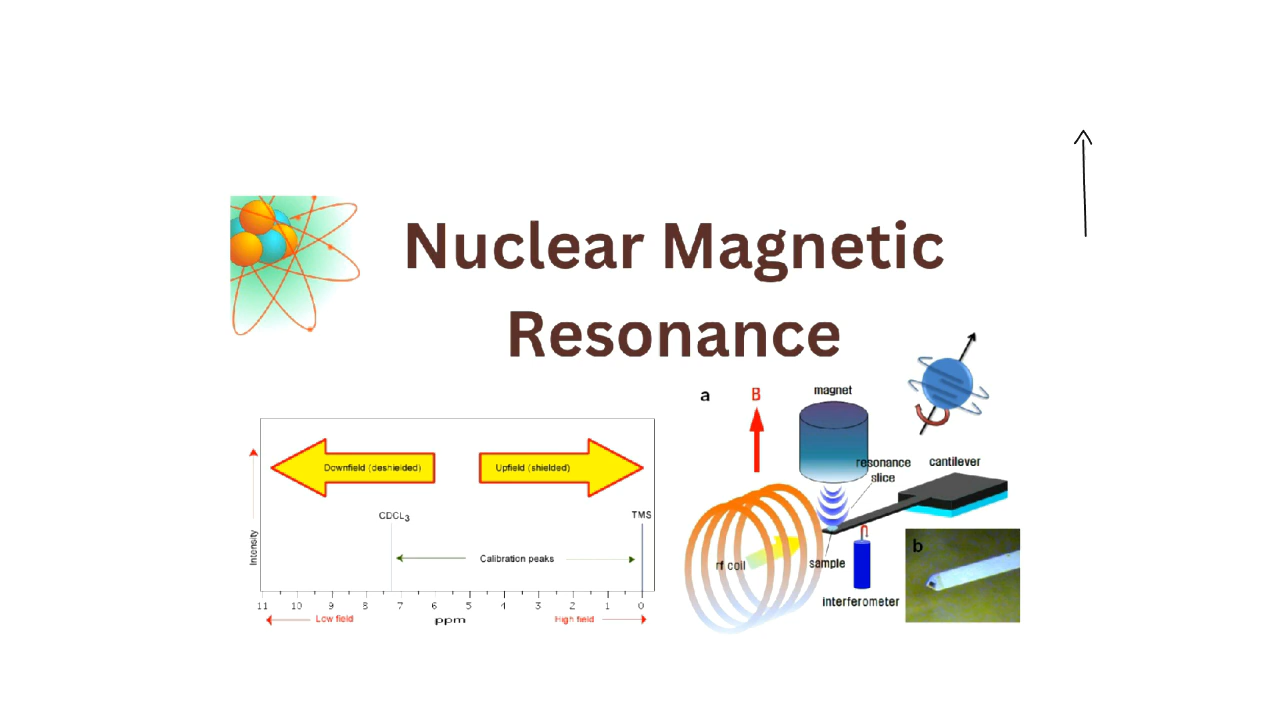 Nuclear Magnetic
Resonance
Downfield (deshielded)
Upfield (shielded)
CDCL3
TMS
Calibration peaks
Intensity
11 10 9 8 7 6 5 4 3 2 1 0
Low field
ppm
High field
a
B
magnet
resonance
slice
cantilever
rf coil
sample
interferometer
b